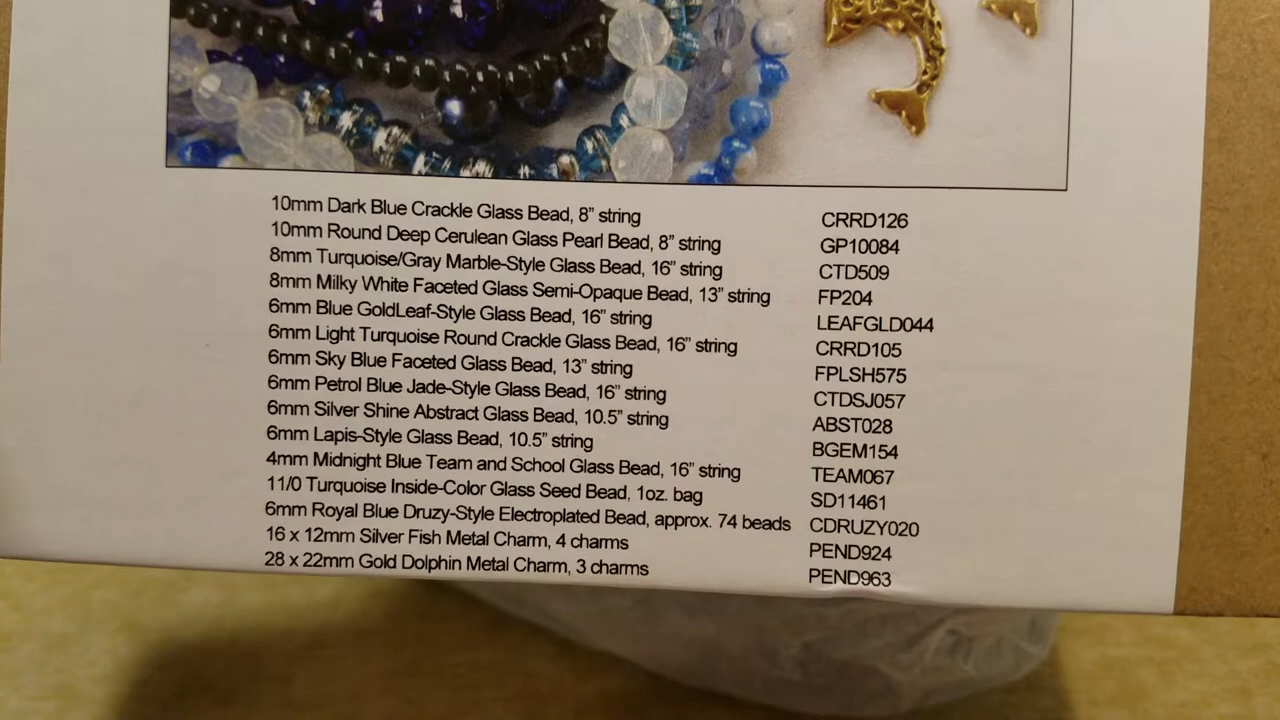 10mm Dark Blue Crackle Glass Bead, 8” string CRRD126
10mm Round Deep Cerulean Glass Pearl Bead, 8” string GP10084
8mm Turquoise/Gray Marble-Style Glass Bead, 16” string CTD509
8mm Milky White Faceted Glass Semi-Opaque Bead, 13” string FP204
6mm Blue GoldLeaf-Style Glass Bead, 16” string LEAFGLD044
6mm Light Turquoise Round Crackle Glass Bead, 16” string CRRD105
6mm Sky Blue Faceted Glass Bead, 13” string FPLSH575
6mm Petrol Blue Jade-Style Glass Bead, 16” string CTDSJ057
6mm Silver Shine Abstract Glass Bead, 10.5” string ABST028
6mm Lapis-Style Glass Bead, 10.5” string BGEM154
4mm Midnight Blue Team and School Glass Bead, 16” string TEAM067
11/0 Turquoise Inside-Color Glass Seed Bead, 1oz. bag SD11461
6mm Royal Blue Druzy-Style Electroplated Bead, approx. 74 beads CDRUZY020
16 x 12mm Silver Fish Metal Charm, 4 charms PEND924
28 x 22mm Gold Dolphin Metal Charm, 3 charms PEND963